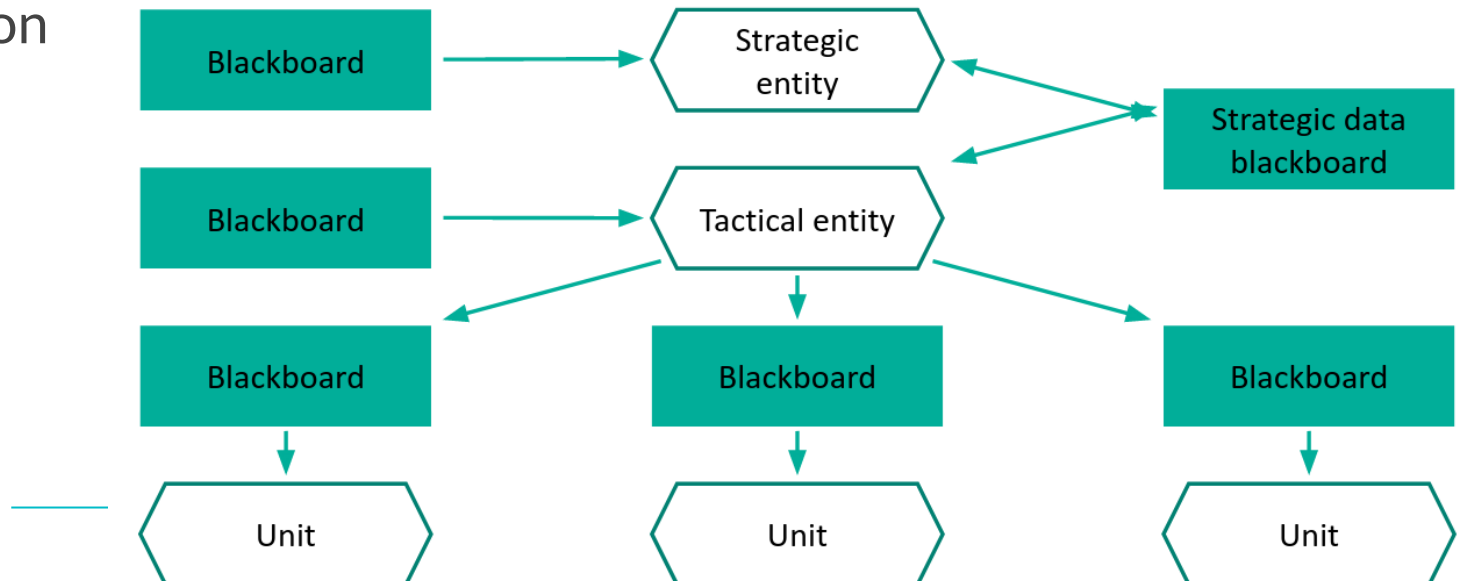 on
Blackboard
Strategic
entity
Strategic data
blackboard
Blackboard
Tactical entity
Blackboard
Blackboard
Blackboard
Unit
Unit
Unit